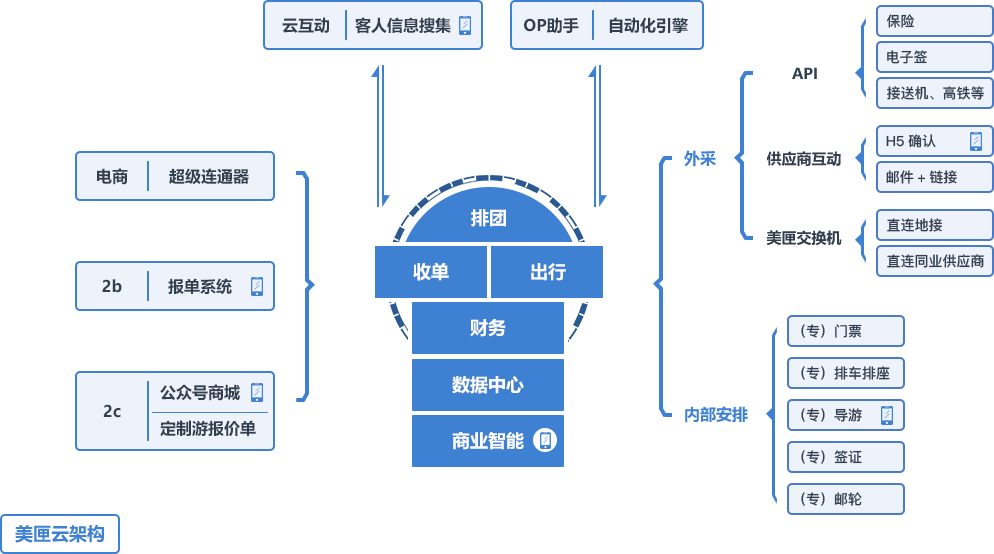 云互动 客人信息搜集
OP助手 自动化引擎
电商 超级连通器
2b 报单系统
2c 公众号商城
定制游报价单
排团
收单 出行
财务
数据中心
商业智能
外采
API
保险
电子签
接送机、高铁等
供应商互动
H5 确认
邮件 + 链接
美匣交换机
直连地接
直连同业供应商
内部安排
(专) 门票
(专) 排车排座
(专) 导游
(专) 签证
(专) 邮轮
美匣云架构